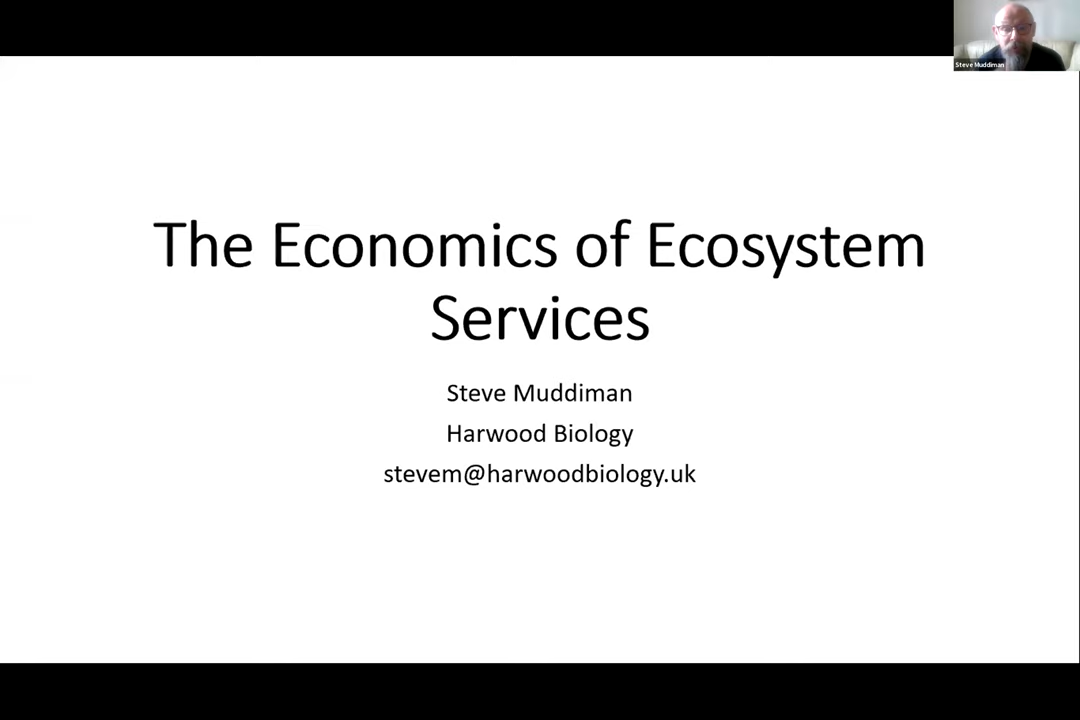 Steve Muddiman
The Economics of Ecosystem
Services
Steve Muddiman
Harwood Biology
stevem@harwoodbiology.uk